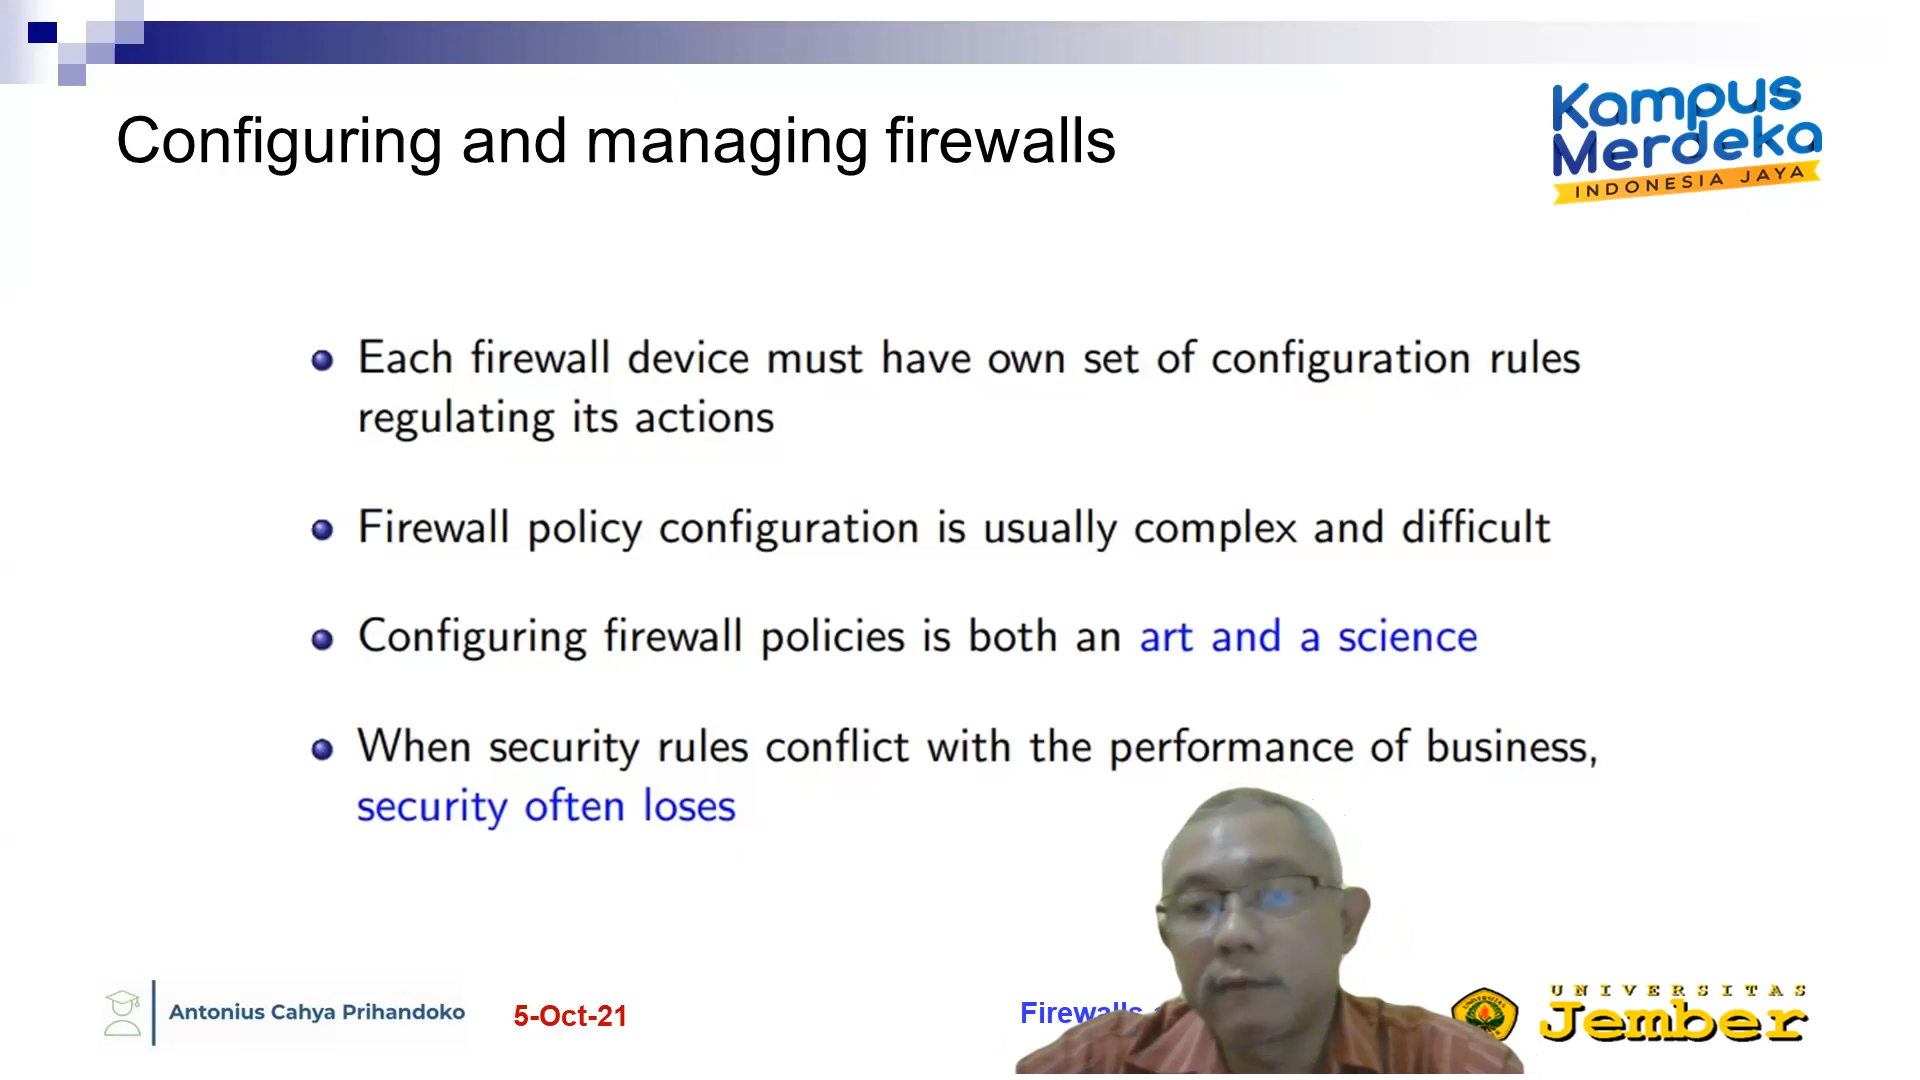 Configuring and managing firewalls
Kampus
Merdeka
INDONESIA JAYA
Each firewall device must have own set of configuration rules
regulating its actions
Firewall policy configuration is usually complex and difficult
Configuring firewall policies is both an art and a science
When security rules conflict with the performance of business,
security often loses
Antonius Cahya Prihandoko
5-Oct-21
Firewalls
UNIVERSITAS
Jember